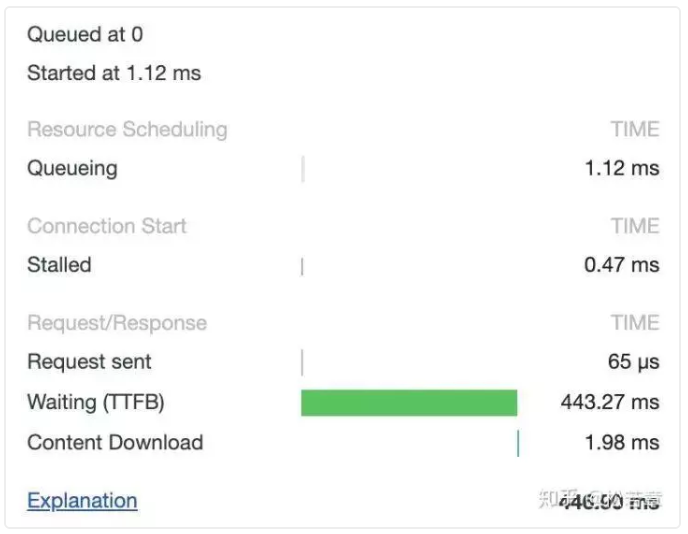 Queued at 0
Started at 1.12 ms
Resource Scheduling TIME
Queueing 1.12 ms
Connection Start TIME
Stalled 0.47 ms
Request/Response TIME
Request sent 65 μs
Waiting (TTFB) 443.27 ms
Content Download 1.98 ms
Explanation 446.90 ms
知乎